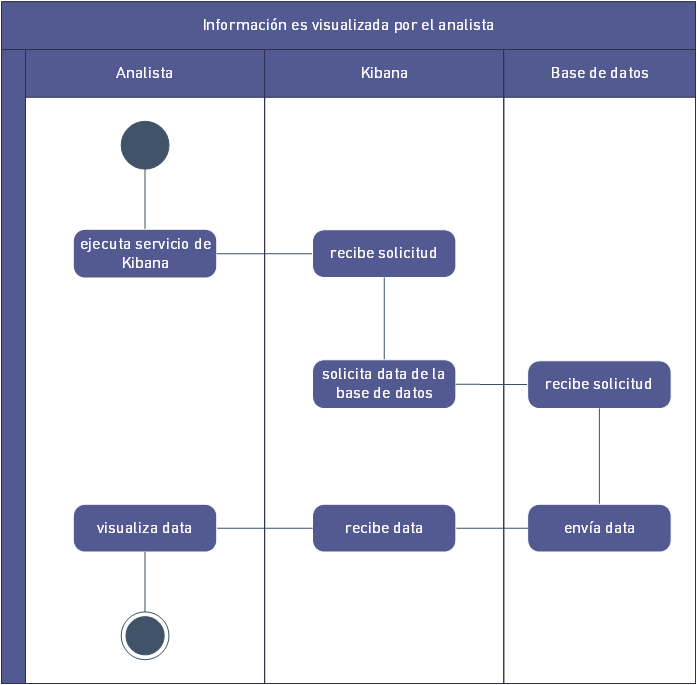 Información es visualizada por el analista
Analista
Kibana
Base de datos
ejecuta servicio de
Kibana
recibe solicitud
solicita data de la
base de datos
recibe solicitud
visualiza data
recibe data
envía data